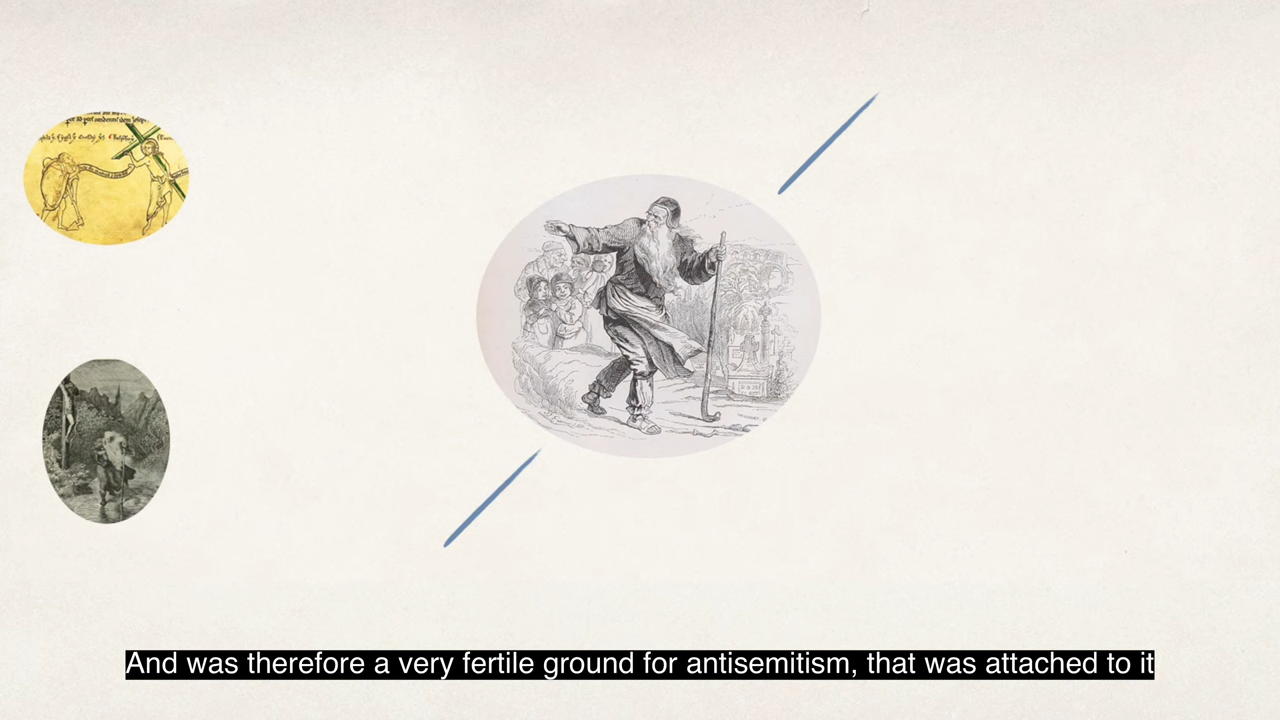 And was therefore a very fertile ground for antisemitism, that was attached to it